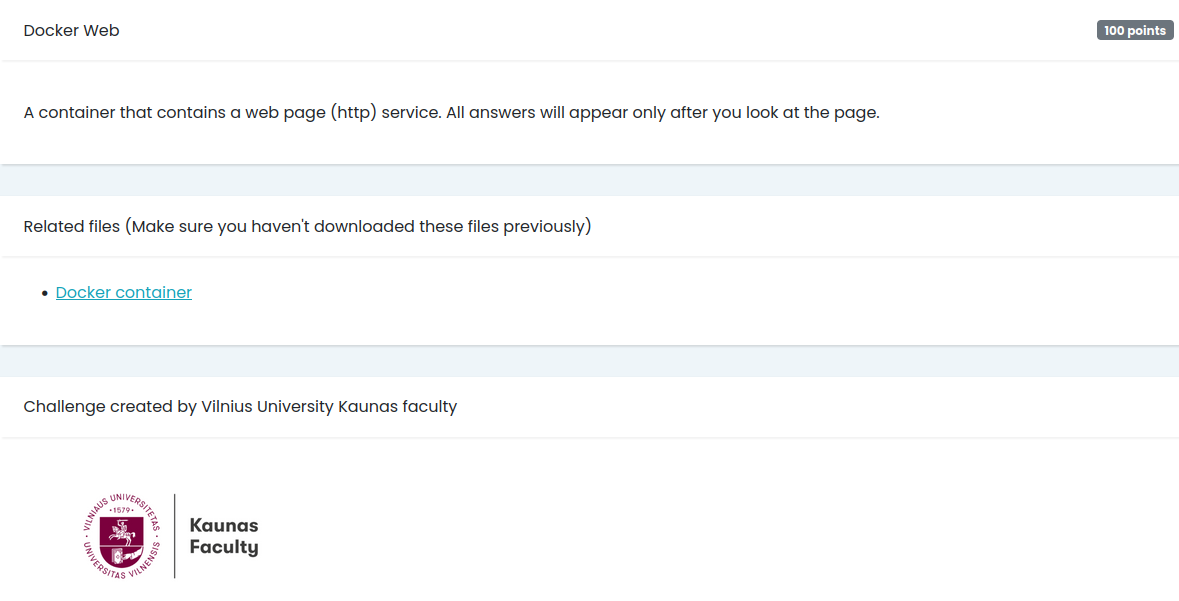 Docker Web
100 points
A container that contains a web page (http) service. All answers will appear only after you look at the page.
Related files (Make sure you haven't downloaded these files previously)
Docker container
Challenge created by Vilnius University Kaunas faculty
VILNIAUS UNIVERSITETAS
·1579·
UNIVERSITAS VILNENSIS
Kaunas
Faculty